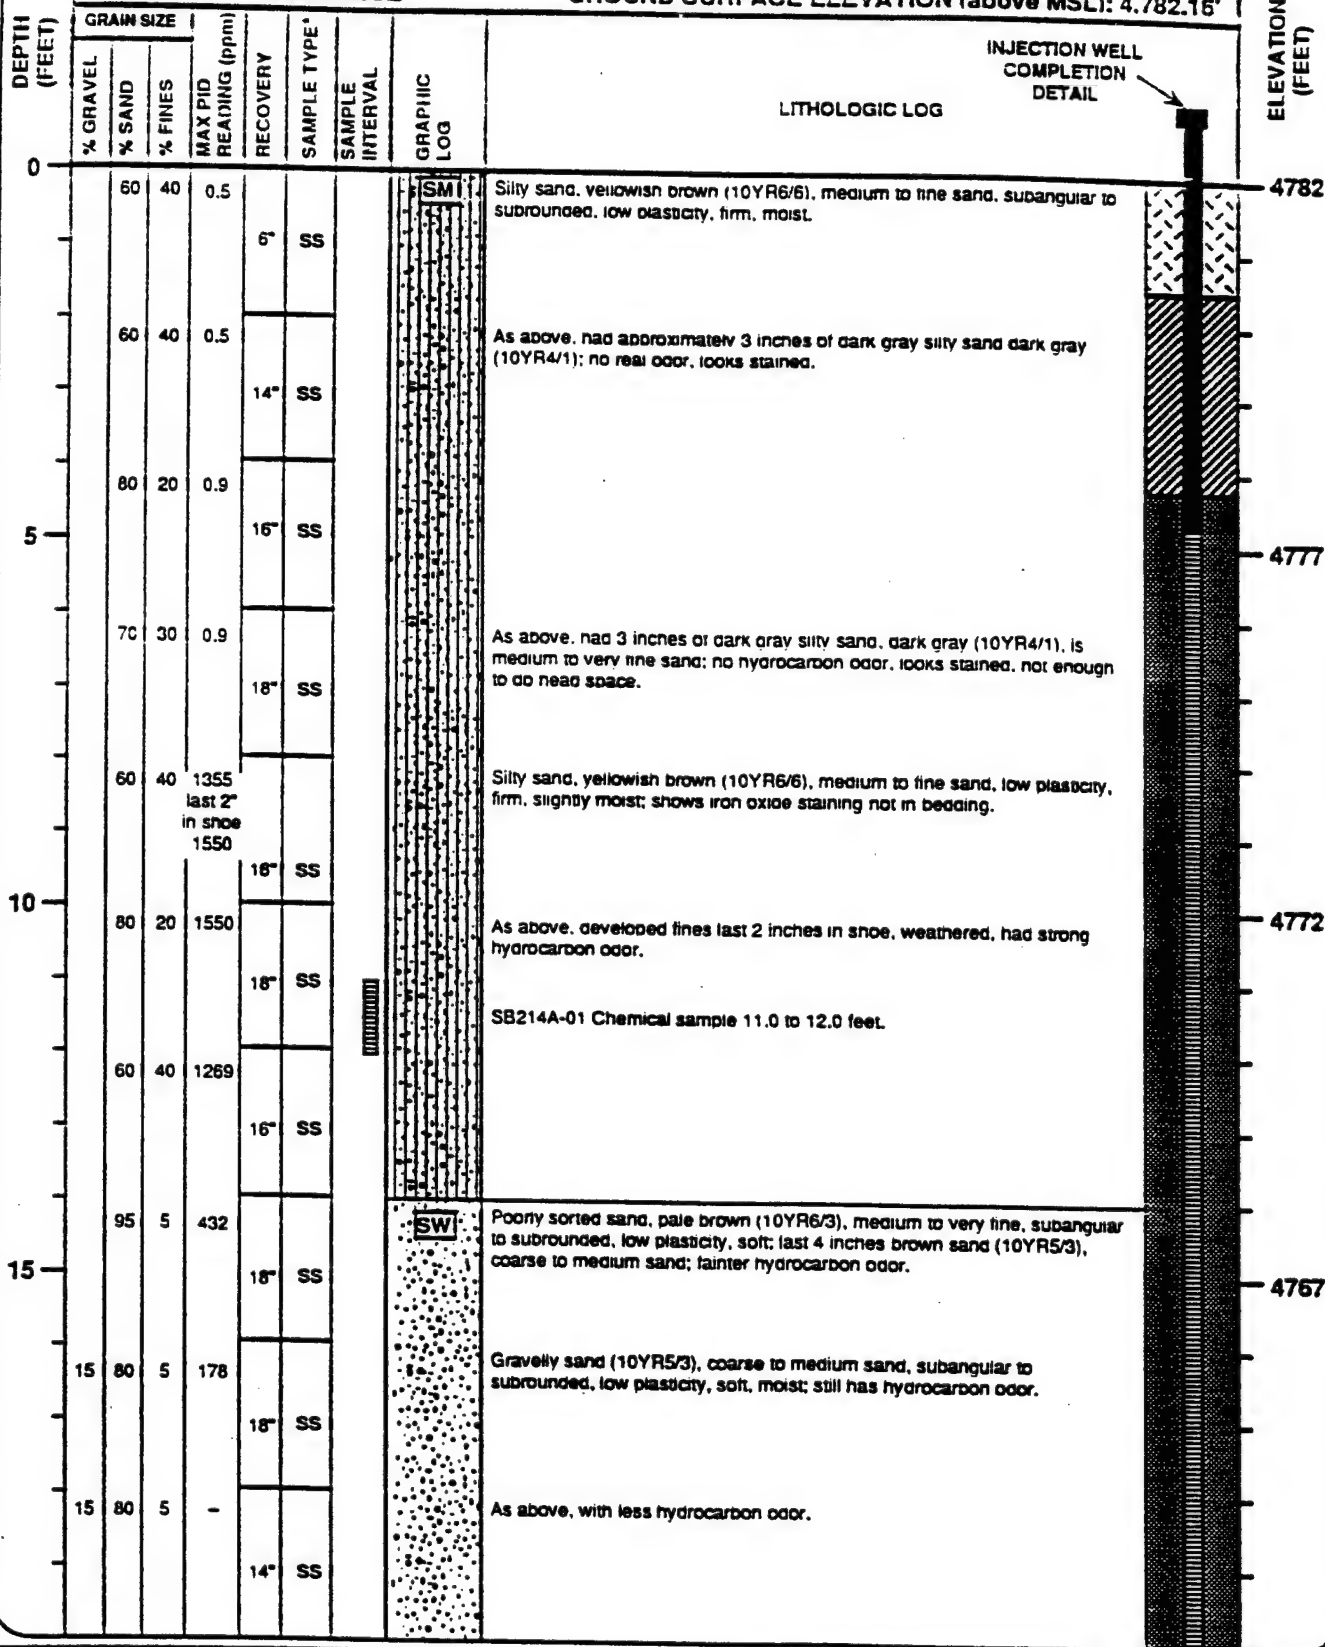 GROUND SURFACE ELEVATION (above MSL): 4,782.16'
DEPTH
(FEET)
GRAIN SIZE
% GRAVEL
% SAND
% FINES
MAX PID
READING (ppm)
RECOVERY
SAMPLE TYPE*
SAMPLE
INTERVAL
GRAPHIC
LOG
LITHOLOGIC LOG
INJECTION WELL
COMPLETION
DETAIL
ELEVATION
(FEET)
0
60 40 0.5
SM
Silty sand, yellowish brown (10YR6/6), medium to fine sand, subangular to
subrounded, low plasticity, firm, moist.
4782
6" SS
60 40 0.5
As above, had approximately 3 inches of dark gray silty sand dark gray
(10YR4/1); no real odor, looks stained.
14" SS
80 20 0.9
5
16" SS
4777
70 30 0.9
As above, had 3 inches of dark gray silty sand, dark gray (10YR4/1), is
medium to very fine sand; no hydrocarbon odor, looks stained, not enough
to do head space.
18" SS
60 40 1355
last 2"
in shoe
1550
Silty sand, yellowish brown (10YR6/6), medium to fine sand, low plasticity,
firm, slightly moist; shows iron oxide staining not in bedding.
16" SS
10
80 20 1550
As above, developed fines last 2 inches in shoe, weathered, had strong
hydrocarbon odor.
4772
18" SS
SB214A-01 Chemical sample 11.0 to 12.0 feet.
60 40 1269
16" SS
95 5 432
SW
Poorly sorted sand, pale brown (10YR6/3), medium to very fine, subangular
to subrounded, low plasticity, soft; last 4 inches brown sand (10YR5/3),
coarse to medium sand; fainter hydrocarbon odor.
15
18" SS
4767
15 80 5 178
Gravelly sand (10YR5/3), coarse to medium sand, subangular to
subrounded, low plasticity, soft, moist; still has hydrocarbon odor.
18" SS
15 80 5 -
As above, with less hydrocarbon odor.
14" SS